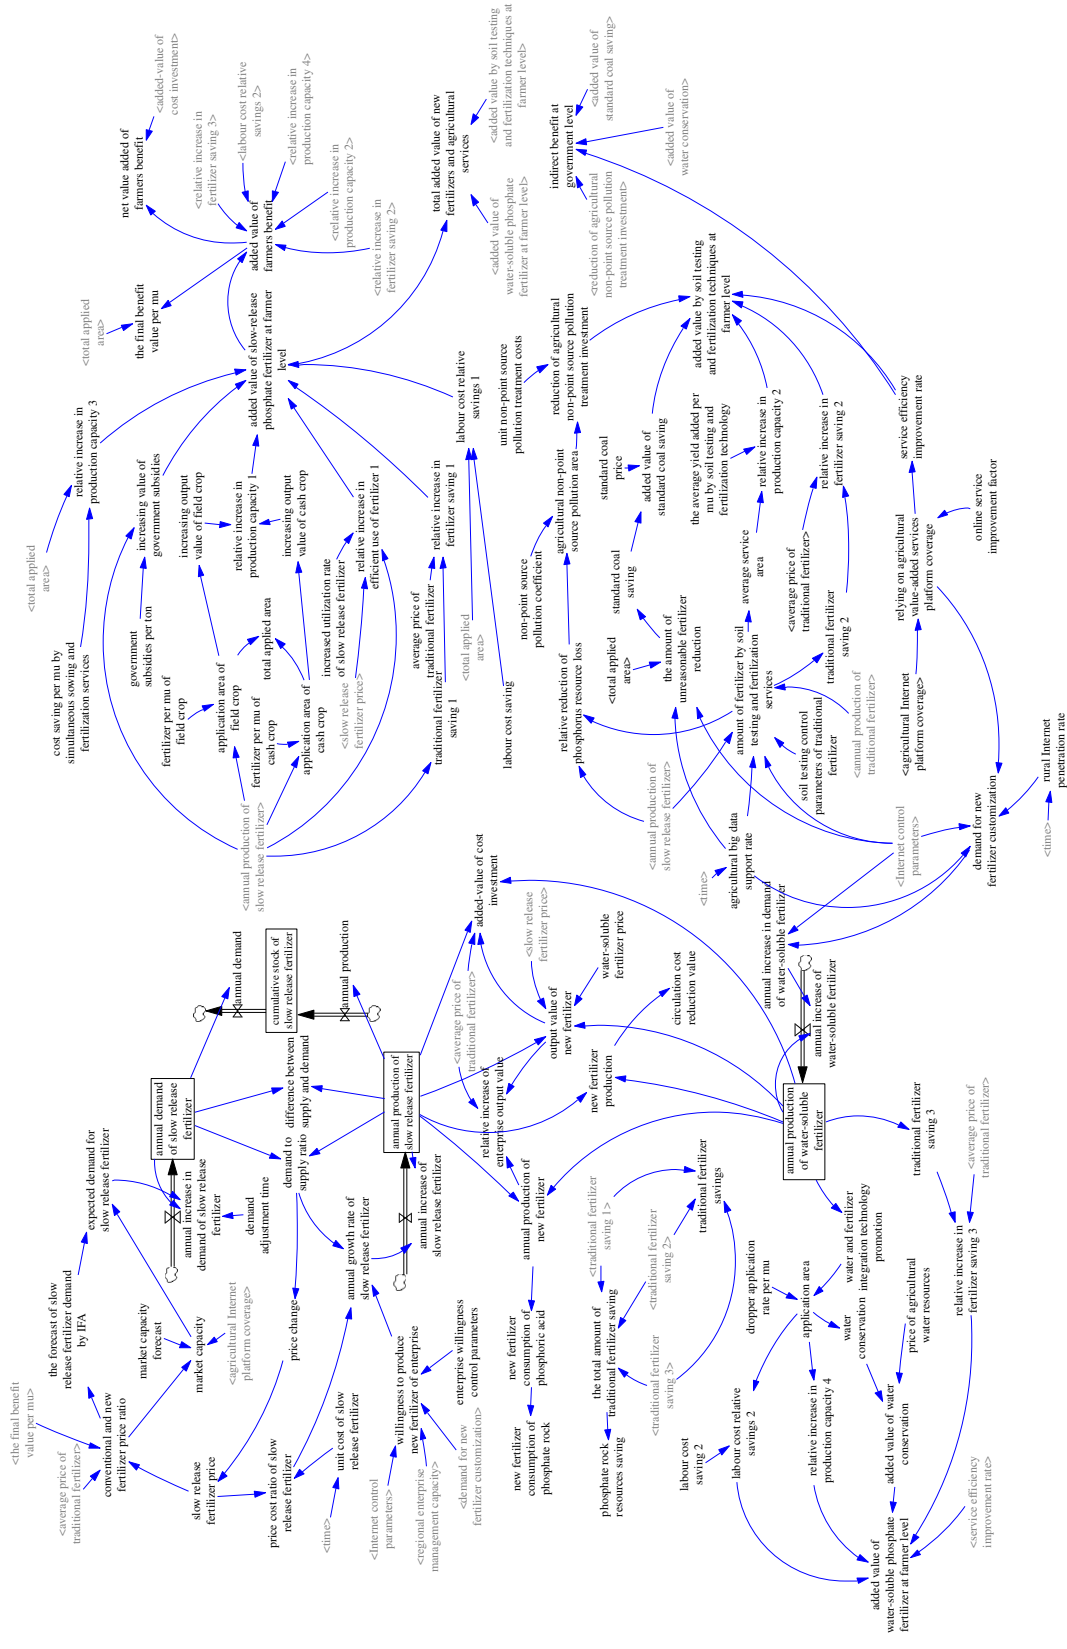 <the final benefit
value per mu>
<average price of
traditional fertilizer>
conventional and new
fertilizer price ratio
the forecast of slow
release fertilizer demand
by IFA
expected demand for
slow release fertilizer
market capacity
forecast
market capacity
<agricultural Internet
platform coverage>
slow release
fertilizer price
price cost ratio of slow
release fertilizer
<time>
unit cost of slow
release fertilizer
price change
annual demand
of slow release
fertilizer
annual increase in
demand of slow release
fertilizer
demand
adjustment time
demand to
supply ratio
difference between
supply and demand
annual demand
cumulative stock of
slow release fertilizer
annual production
annual production of
slow release fertilizer
annual increase of
slow release fertilizer
annual growth rate of
slow release fertilizer
willingness to produce
new fertilizer of enterprise
<Internet control
parameters>
<regional enterprise
management capacity>
<demand for new
fertilizer customization>
enterprise willingness
control parameters
<average price of
traditional fertilizer>
relative increase of
enterprise output value
added-value of cost
investment
<slow release
fertilizer price>
output value of
new fertilizer
water-soluble
fertilizer price
new fertilizer
production
circulation cost
reduction value
annual production of
new fertilizer
new fertilizer
consumption of
phosphoric acid
new fertilizer
consumption of
phosphate rock
<traditional fertilizer
saving 1>
<traditional fertilizer
saving 2>
<traditional fertilizer
saving 3>
traditional fertilizer
savings
the total amount of
traditional fertilizer saving
phosphate rock
resources saving
annual production
of water-soluble
fertilizer
annual increase of
water-soluble fertilizer
annual increase in demand
of water-soluble fertilizer
traditional fertilizer
saving 3
<average price of
traditional fertilizer>
relative increase in
fertilizer saving 3
water and fertilizer
integration technology
promotion
dropper application
rate per mu
application area
water
conservation
price of agricultural
water resources
added value of water
conservation
labour cost
saving 2
labour cost relative
savings 2
relative increase in
production capacity 4
added value of
water-soluble phosphate
fertilizer at farmer level
<service efficiency
improvement rate>
<total applied
area>
cost saving per mu by
simultaneous sowing and
fertilization services
relative increase in
production capacity 3
government
subsidies per ton
increasing value of
government subsidies
fertilizer per mu of
field crop
application area of
field crop
increasing output
value of field crop
relative increase in
production capacity 1
total applied area
fertilizer per mu of
cash crop
application area of
cash crop
increasing output
value of cash crop
<annual production of
slow release fertilizer>
increased utilization rate
of slow release fertilizer
<slow release
fertilizer price>
relative increase in
efficient use of fertilizer 1
average price of
traditional fertilizer
traditional fertilizer
saving 1
relative increase in
fertilizer saving 1
<total applied
area>
labour cost saving
labour cost relative
savings 1
<total applied
area>
the final benefit
value per mu
net value added of
farmers benefit
<added-value of
cost investment>
<relative increase in
fertilizer saving 3>
<labour cost relative
savings 2>
<relative increase in
production capacity 4>
<relative increase in
production capacity 2>
<relative increase in
fertilizer saving 2>
added value of
farmers benefit
added value of slow-release
phosphate fertilizer at farmer
level
total added value of new
fertilizers and agricultural
services
<added value by soil testing
and fertilization techniques at
farmer level>
<added value of
water-soluble phosphate
fertilizer at farmer level>
indirect benefit at
government level
<added value of
standard coal saving>
<added value of
water conservation>
<reduction of agricultural
non-point source pollution
treatment investment>
unit non-point source
pollution treatment costs
reduction of agricultural
non-point source pollution
treatment investment
non-point source
pollution coefficient
agricultural non-point
source pollution area
relative reduction of
phosphorus resource loss
standard coal
price
standard coal
saving
added value of
standard coal saving
<total applied
area>
the amount of
unreasonable fertilizer
reduction
added value by soil testing
and fertilization techniques at
farmer level
the average yield added per
mu by soil testing and
fertilization technology
relative increase in
production capacity 2
average service
area
<average price of
traditional fertilizer>
relative increase in
fertilizer saving 2
traditional fertilizer
saving 2
<annual production of
slow release fertilizer>
amount of fertilizer by soil
testing and fertilization
services
soil testing control
parameters of traditional
fertilizer
<annual production of
traditional fertilizer>
<time>
agricultural big data
support rate
<Internet control
parameters>
service efficiency
improvement rate
relying on agricultural
value-added services
platform coverage
online service
improvement factor
<agricultural Internet
platform coverage>
demand for new
fertilizer customization
rural Internet
penetration rate
<time>